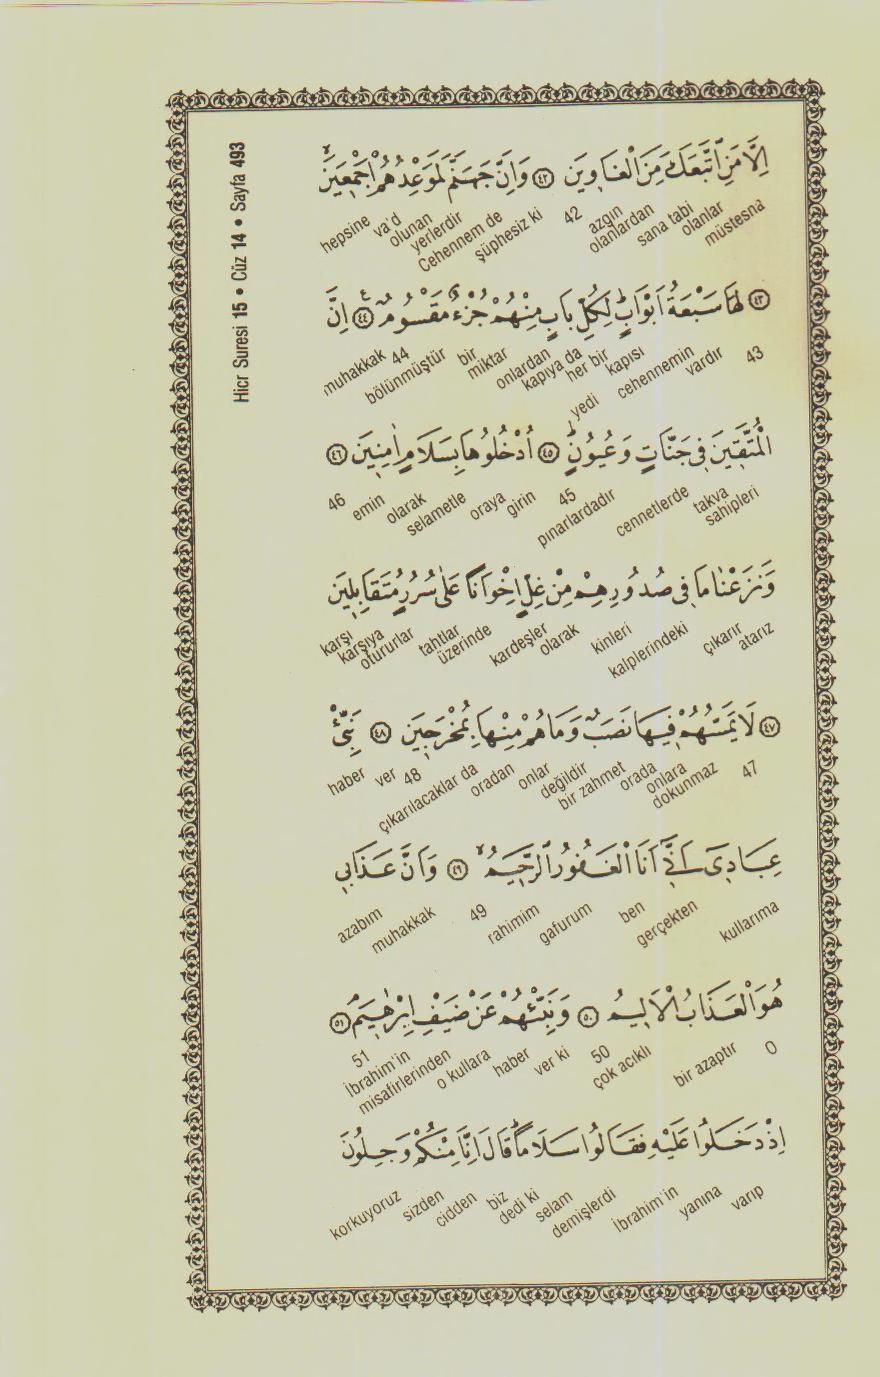 Hicr Suresi 15 • Cüz 14 • Sayfa 493
اِلَّا مَنِ اتَّبَعَكَ مِنَ الْغَاوِينَ ﴿٤٢﴾ وَاِنَّ جَهَنَّمَ لَمَوْعِدُهُمْ اَجْمَعِينَ
müstesna olanlar sana tabi azgın olanlardan 42 şüphesiz ki Cehennem de va'd olunan yerlerdir hepsine
﴿٤٣﴾ لَهَا سَبْعَةُ اَبْوَابٍ لِكُلِّ بَابٍ مِنْهُمْ جُزْءٌ مَقْسُومٌ ﴿٤٤﴾ اِنَّ
43 vardır cehennemin kapısı yedi her bir kapıya da onlardan miktar bir bölünmüştür 44 muhakkak
الْمُتَّقِينَ فِى جَنَّاتٍ وَعُيُونٍ ﴿٤٥﴾ اُدْخُلُوهَا بِسَلَامٍ اٰمِنِينَ ﴿٤٦﴾
takva sahipleri cennetlerde pınarlardadır 45 girin oraya selametle olarak emin 46
وَنَزَعْنَا مَا فِى صُدُورِهِمْ مِنْ غِلٍّ اِخْوَانًا عَلٰى سُرُرٍ مُتَقَابِلِينَ
çıkarır atarız kalplerindeki kinleri kardeşler olarak tahtlar üzerinde karşı karşıya otururlar
﴿٤٧﴾ لَا يَمَسُّهُمْ فِيهَا نَصَبٌ وَمَا هُمْ مِنْهَا بِمُخْرَجِينَ ﴿٤٨﴾ نَبِّئْ
47 onlara dokunmaz orada bir zahmet değildir onlar oradan çıkarılacaklar da 48 haber ver
عِبَادِىَ اَنِّى اَنَا الْغَفُورُ الرَّحِيمُ ﴿٤٩﴾ وَاَنَّ عَذَابِى
kullarıma gerçekten ben gafurum rahimim 49 muhakkak azabım
هُوَ الْعَذَابُ الْاَلِيمُ ﴿٥٠﴾ وَنَبِّئْهُمْ عَنْ ضَيْفِ اِبْرٰهِيمَ ﴿٥١﴾
O bir azaptır çok acıklı 50 haber ver ki o kullara İbrahim'in misafirlerinden 51
اِذْ دَخَلُوا عَلَيْهِ فَقَالُوا سَلَامًا قَالَ اِنَّا مِنْكُمْ وَجِلُونَ
varıp yanına İbrahim'in selam demişlerdi dedi ki biz cidden sizden korkuyoruz